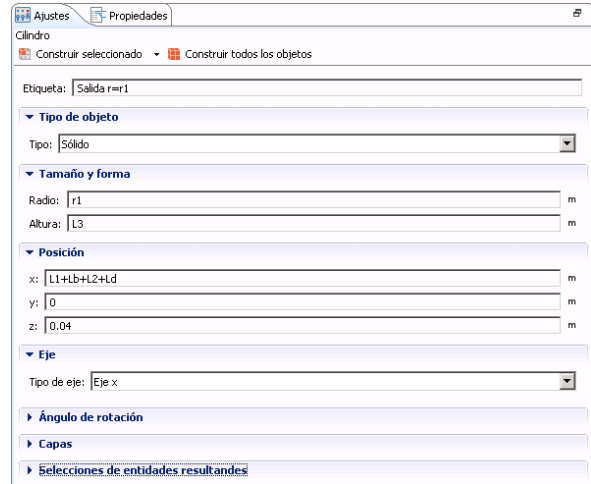 Ajustes Propiedades
Cilindro
Construir seleccionado Construir todos los objetos
Etiqueta: Salida r=r1
Tipo de objeto
Tipo: Sólido
Tamaño y forma
Radio: r1 m
Altura: L3 m
Posición
x: L1+Lb+L2+Ld m
y: 0 m
z: 0.04 m
Eje
Tipo de eje: Eje x
Ángulo de rotación
Capas
Selecciones de entidades resultandes